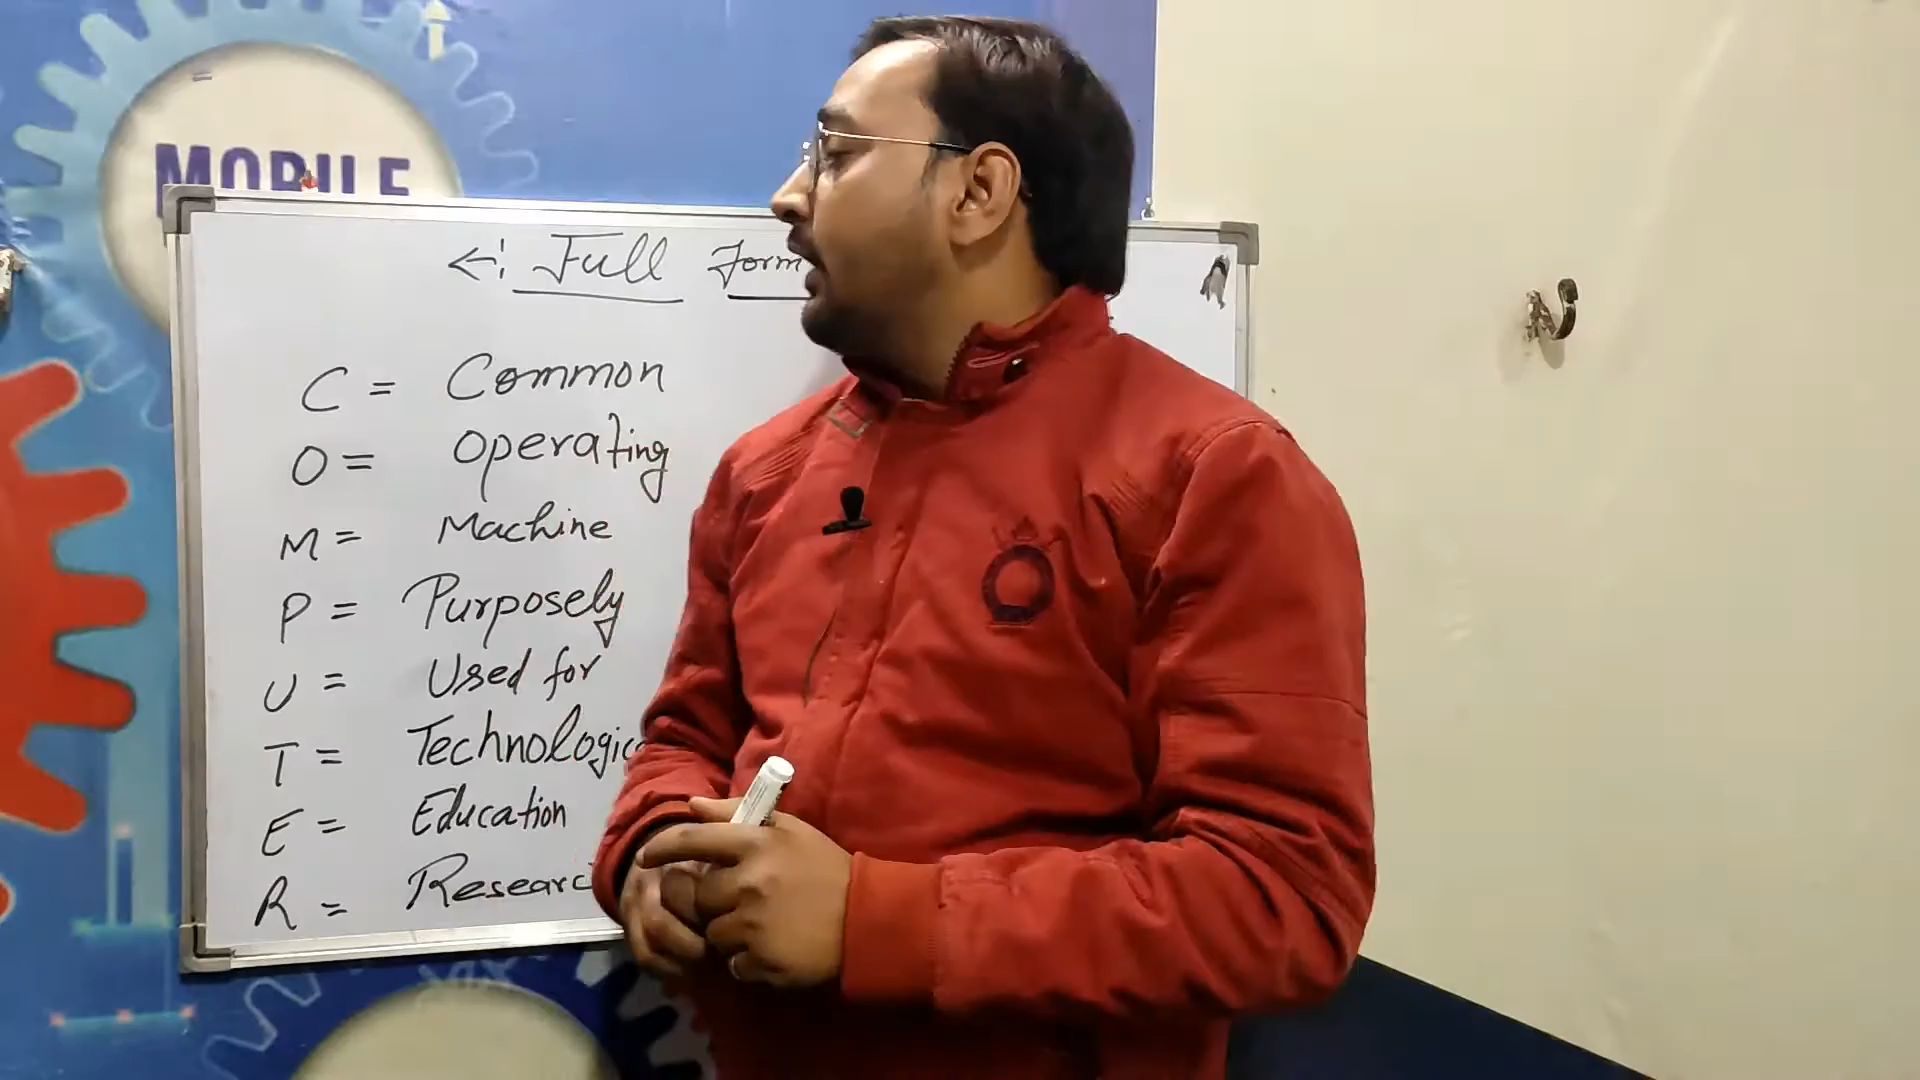 MOBILE
←: Full Form
C = Common
O = Operating
M = Machine
P = Purposely
U = Used for
T = Technologic
E = Education
R = Researc